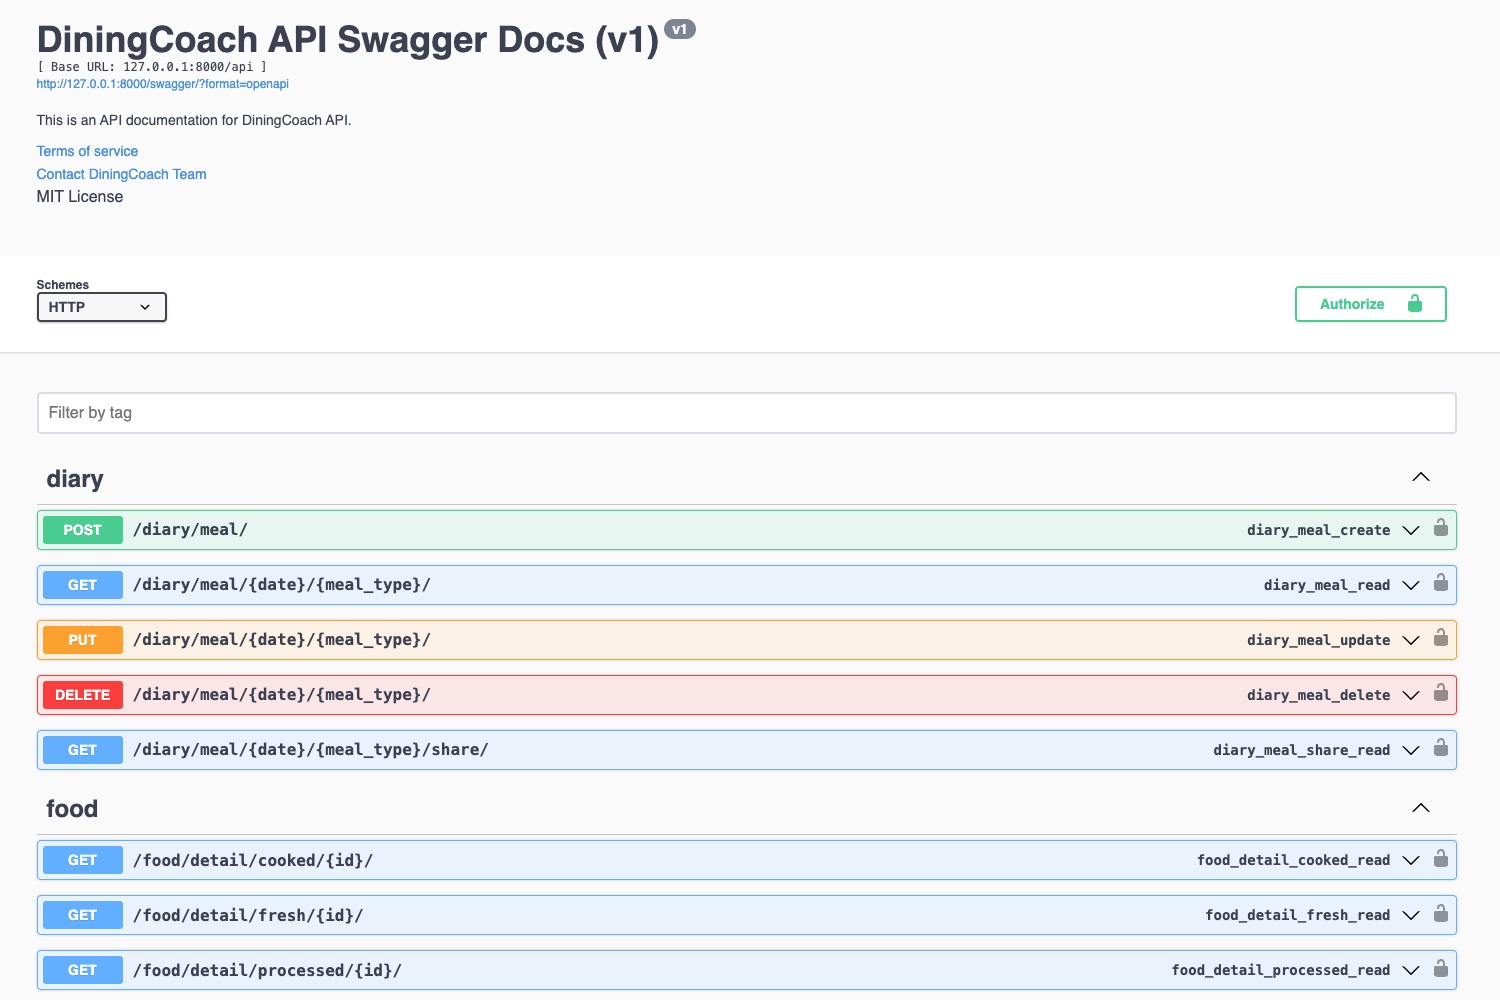 DiningCoach API Swagger Docs (v1) v1
[ Base URL: 127.0.0.1:8000/api ]
http://127.0.0.1:8000/swagger/?format=openapi
This is an API documentation for DiningCoach API.
Terms of service
Contact DiningCoach Team
MIT License
Schemes
HTTP
Authorize
Filter by tag
diary
POST /diary/meal/ diary_meal_create
GET /diary/meal/{date}/{meal_type}/ diary_meal_read
PUT /diary/meal/{date}/{meal_type}/ diary_meal_update
DELETE /diary/meal/{date}/{meal_type}/ diary_meal_delete
GET /diary/meal/{date}/{meal_type}/share/ diary_meal_share_read
food
GET /food/detail/cooked/{id}/ food_detail_cooked_read
GET /food/detail/fresh/{id}/ food_detail_fresh_read
GET /food/detail/processed/{id}/ food_detail_processed_read